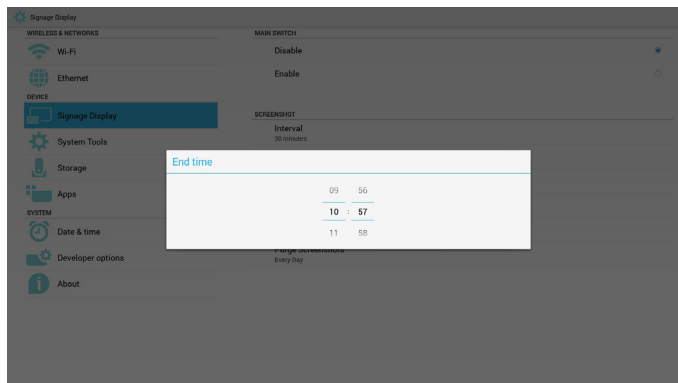 Signage Display
WIRELESS & NETWORKS
Wi-Fi
Ethernet
DEVICE
Signage Display
System Tools
Storage
Apps
SYSTEM
Date & time
Developer options
About
MAIN SWITCH
Disable
Enable
SCREENSHOT
Interval
30 minutes
End time
09 56
10 : 57
11 58
Purge Screenshots
Every Day